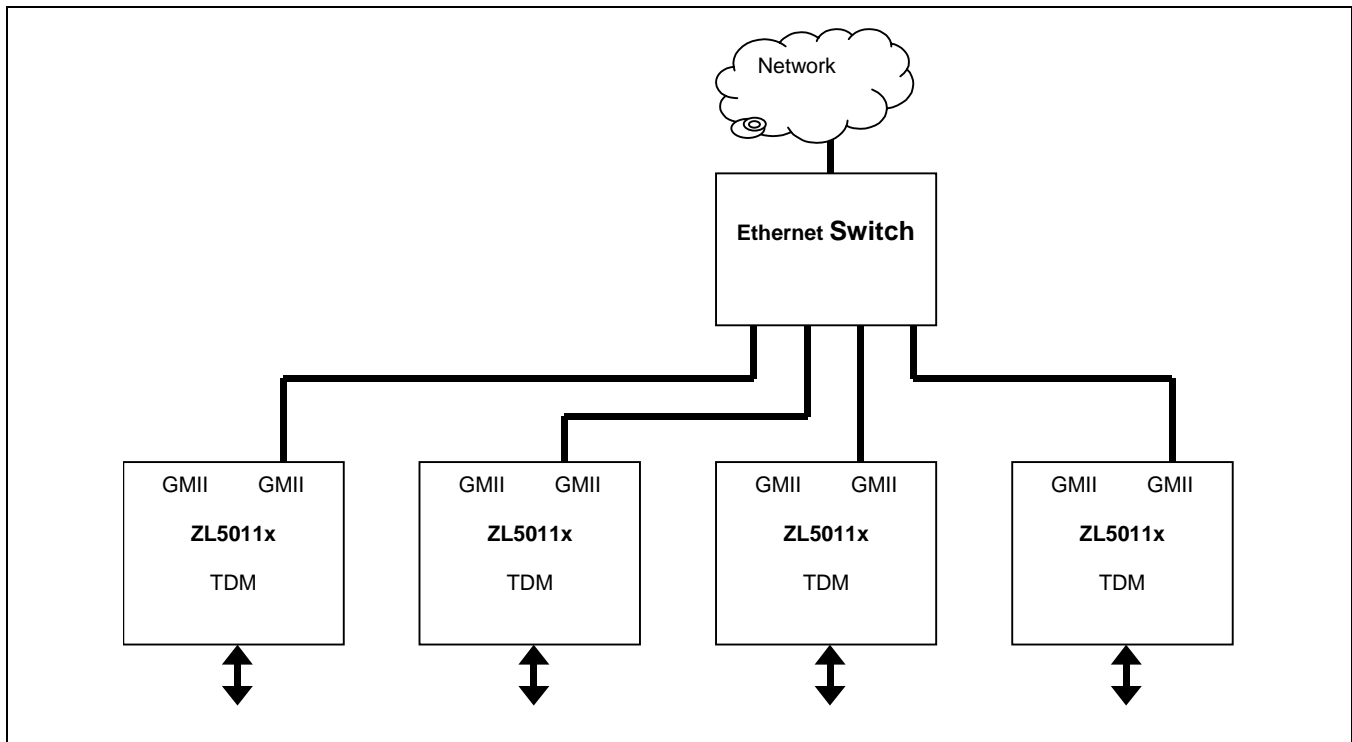 Network
Ethernet Switch
GMII GMII GMII GMII GMII GMII GMII GMII
ZL5011x ZL5011x ZL5011x ZL5011x
TDM TDM TDM TDM